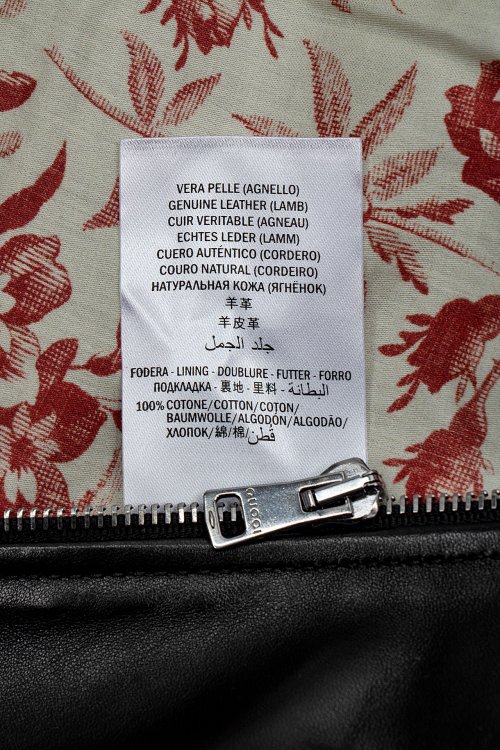 VERA PELLE (AGNELLO)
GENUINE LEATHER (LAMB)
CUIR VERITABLE (AGNEAU)
ECHTES LEDER (LAMM)
CUERO AUTÉNTICO (CORDERO)
COURO NATURAL (CORDEIRO)
НАТУРАЛЬНАЯ КОЖА (ЯГНЁНОК)
羊革
羊皮革
جلد الجمل
FODERA - LINING - DOUBLURE - FUTTER - FORRO
ПОДКЛАДКА - 裏地 - 里料 - البطانة
100% COTONE/COTTON/COTON/
BAUMWOLLE/ALGODÓN/ALGODÃO/
ХЛОПОК/綿/棉/قطن
GUCCI